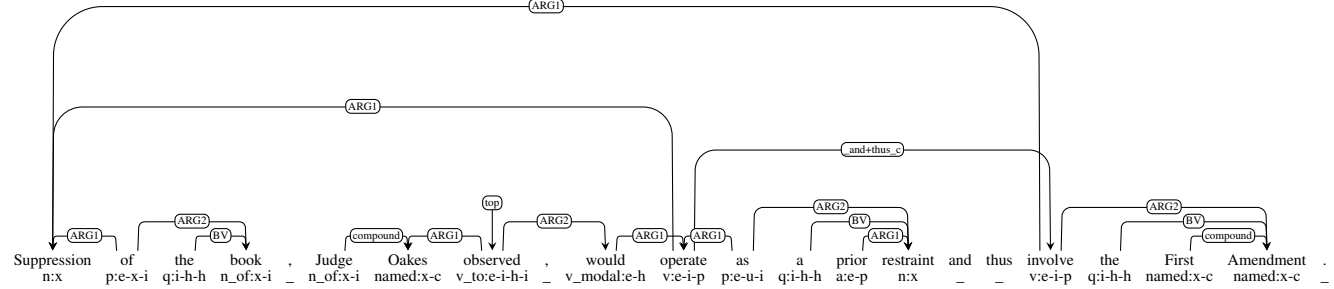 ARG1
ARG1
_and+thus_c
top
ARG2 ARG2 ARG2 ARG2
BV BV BV
ARG1 compound ARG1 ARG1 ARG1 ARG1 compound
Suppression of the book , Judge Oakes observed , would operate as a prior restraint and thus involve the First Amendment .
n:x p:e-x-i q:i-h-h n_of:x-i _ n_of:x-i named:x-c v_to:e-i-h-i _ v_modal:e-h v:e-i-p p:e-u-i q:i-h-h a:e-p n:x _ _ v:e-i-p q:i-h-h named:x-c named:x-c _